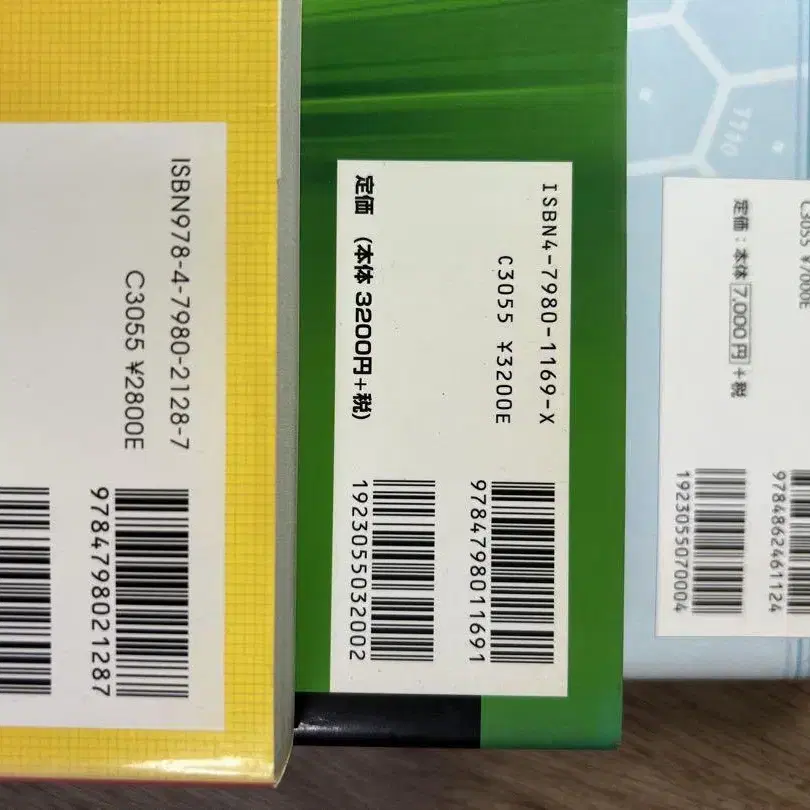 ISBN978-4-7980-2128-7
C3055 ¥2800E
9784798021287
ISBN4-7980-1169-X
C3055 ¥3200E
定価 (本体 3200円+税)
9784798011691
1923055032002
C3055 ¥7000E
定価:本体 7,000円+税
9784862461124
1923055070004